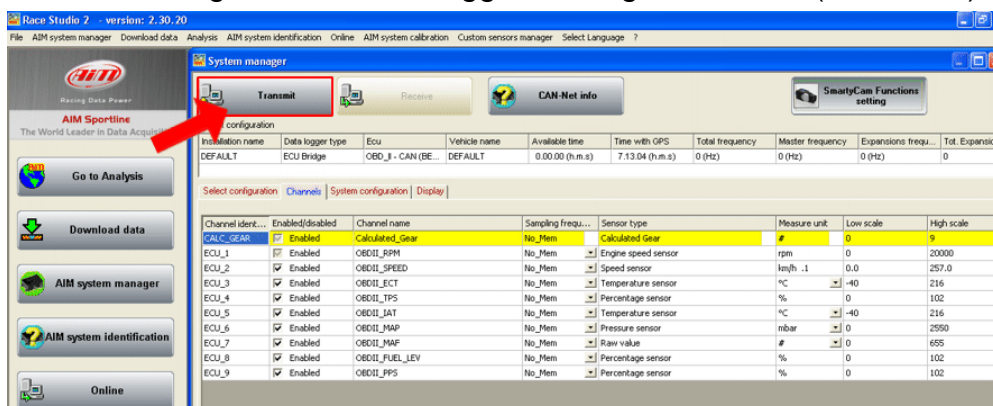 Race Studio 2 - version: 2.30.20
File AIM system manager Download data Analysis AIM system identification Online AIM system calibration Custom sensors manager Select Language ?
AiM
Racing Data Power
AIM Sportline
The World Leader in Data Acquis
Go to Analysis
Download data
AIM system manager
AIM system identification
Online
System manager
Transmit Receive CAN-Net info SmartyCam Functions setting
configuration
Installation name Data logger type Ecu Vehicle name Available time Time with GPS Total frequency Master frequency Expansions frequ... Tot. Expansio
DEFAULT ECU Bridge OBD_II - CAN (BE... DEFAULT 0.00.00 (h.m.s) 7.13.04 (h.m.s) 0 (Hz) 0 (Hz) 0 (Hz) 0
Select configuration Channels System configuration Display
Channel ident... Enabled/disabled Channel name Sampling frequ... Sensor type Measure unit Low scale High scale
CALC_GEAR Enabled Calculated_Gear No_Mem Calculated Gear # 0 9
ECU_1 Enabled OBDII_RPM No_Mem Engine speed sensor rpm 0 20000
ECU_2 Enabled OBDII_SPEED No_Mem Speed sensor km/h .1 0.0 257.0
ECU_3 Enabled OBDII_ECT No_Mem Temperature sensor °C -40 216
ECU_4 Enabled OBDII_TPS No_Mem Percentage sensor % 0 102
ECU_5 Enabled OBDII_IAT No_Mem Temperature sensor °C -40 216
ECU_6 Enabled OBDII_MAP No_Mem Pressure sensor mbar 0 2550
ECU_7 Enabled OBDII_MAF No_Mem Raw value # 0 655
ECU_8 Enabled OBDII_FUEL_LEV No_Mem Percentage sensor % 0 102
ECU_9 Enabled OBDII_PPS No_Mem Percentage sensor % 0 102